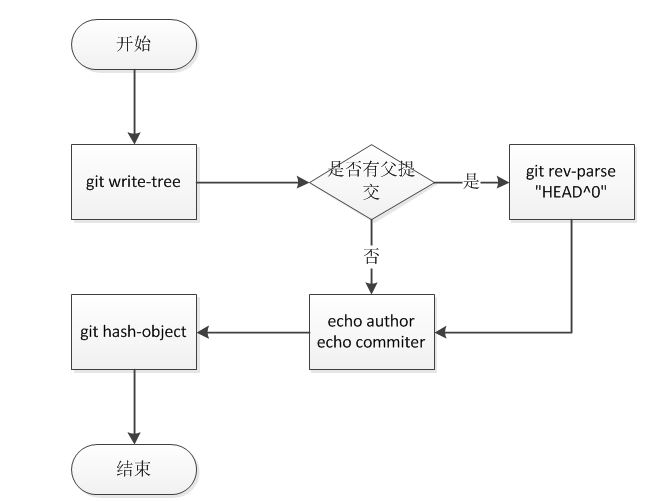 开始
git write-tree
是否有父提
交
是
git rev-parse
"HEAD^0"
否
git hash-object
echo author
echo commiter
结束